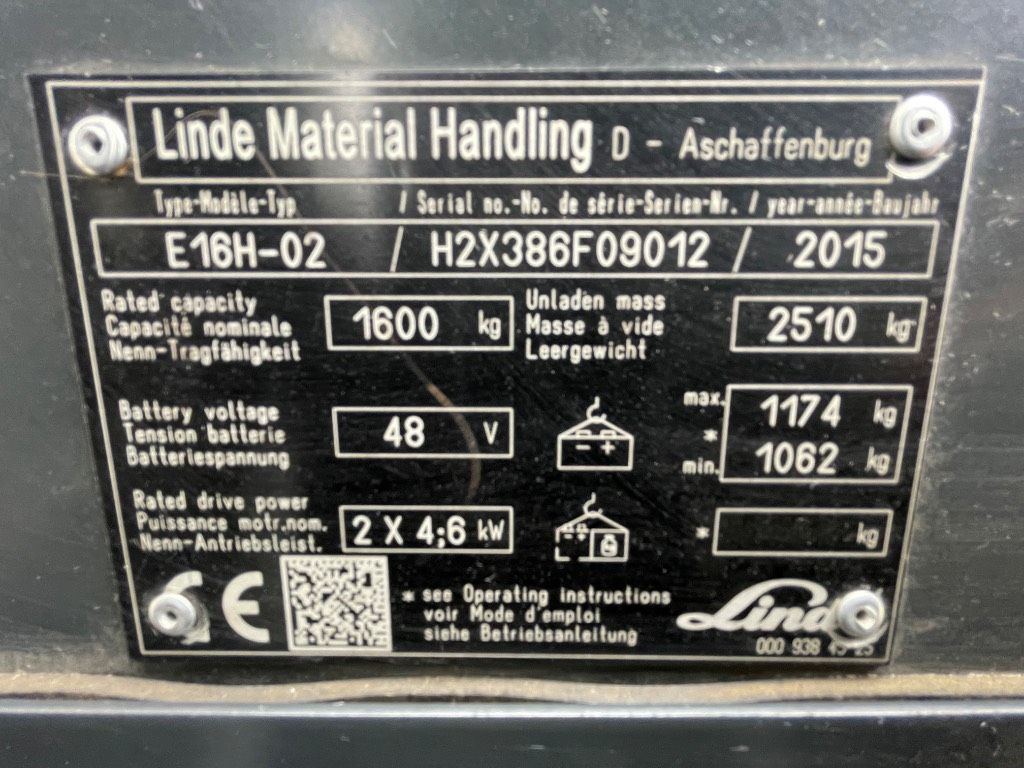 Linde Material Handling D - Aschaffenburg
Type-Modèle-Typ / Serial no.-No. de série-Serien-Nr. / year-année-Baujahr
E16H-02 / H2X386F09012 / 2015
Rated capacity
Capacité nominale
Nenn-Tragfähigkeit
1600 kg
Unladen mass
Masse à vide
Leergewicht
2510 kg
Battery voltage
Tension batterie
Batteriespannung
48 V
max. 1174 kg
*
min. 1062 kg
Rated drive power
Puissance motr.nom.
Nenn-Antriebsleist.
2 X 4;6 kW
* kg
CE
* see Operating instructions
voir Mode d'emploi
siehe Betriebsanleitung
Linde
000 938